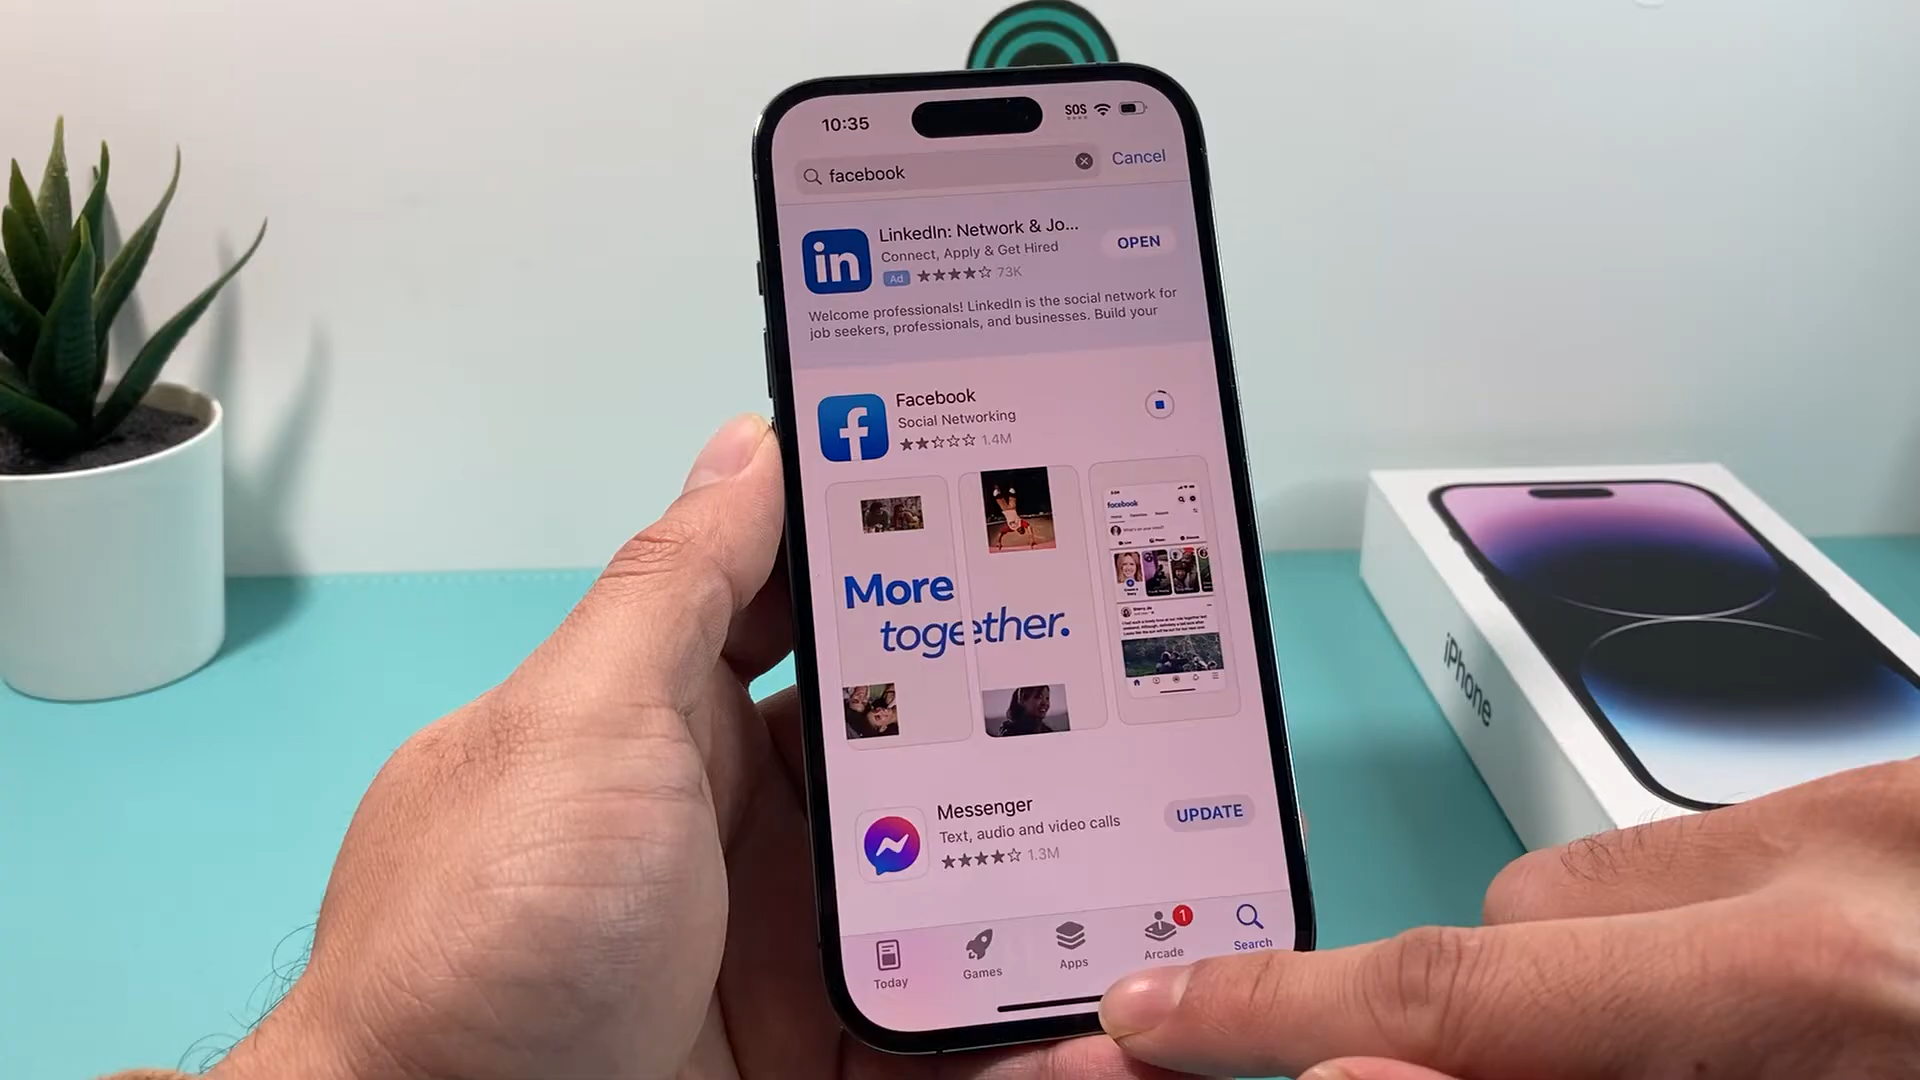 10:35
SOS
facebook
Cancel
in
LinkedIn: Network & Jo...
Connect, Apply & Get Hired
OPEN
Ad
73K
Welcome professionals! LinkedIn is the social network for
job seekers, professionals, and businesses. Build your
f
Facebook
Social Networking
1.4M
More
together.
facebook
Messenger
Text, audio and video calls
UPDATE
1.3M
Today
Games
Apps
Arcade
1
Search
iPhone